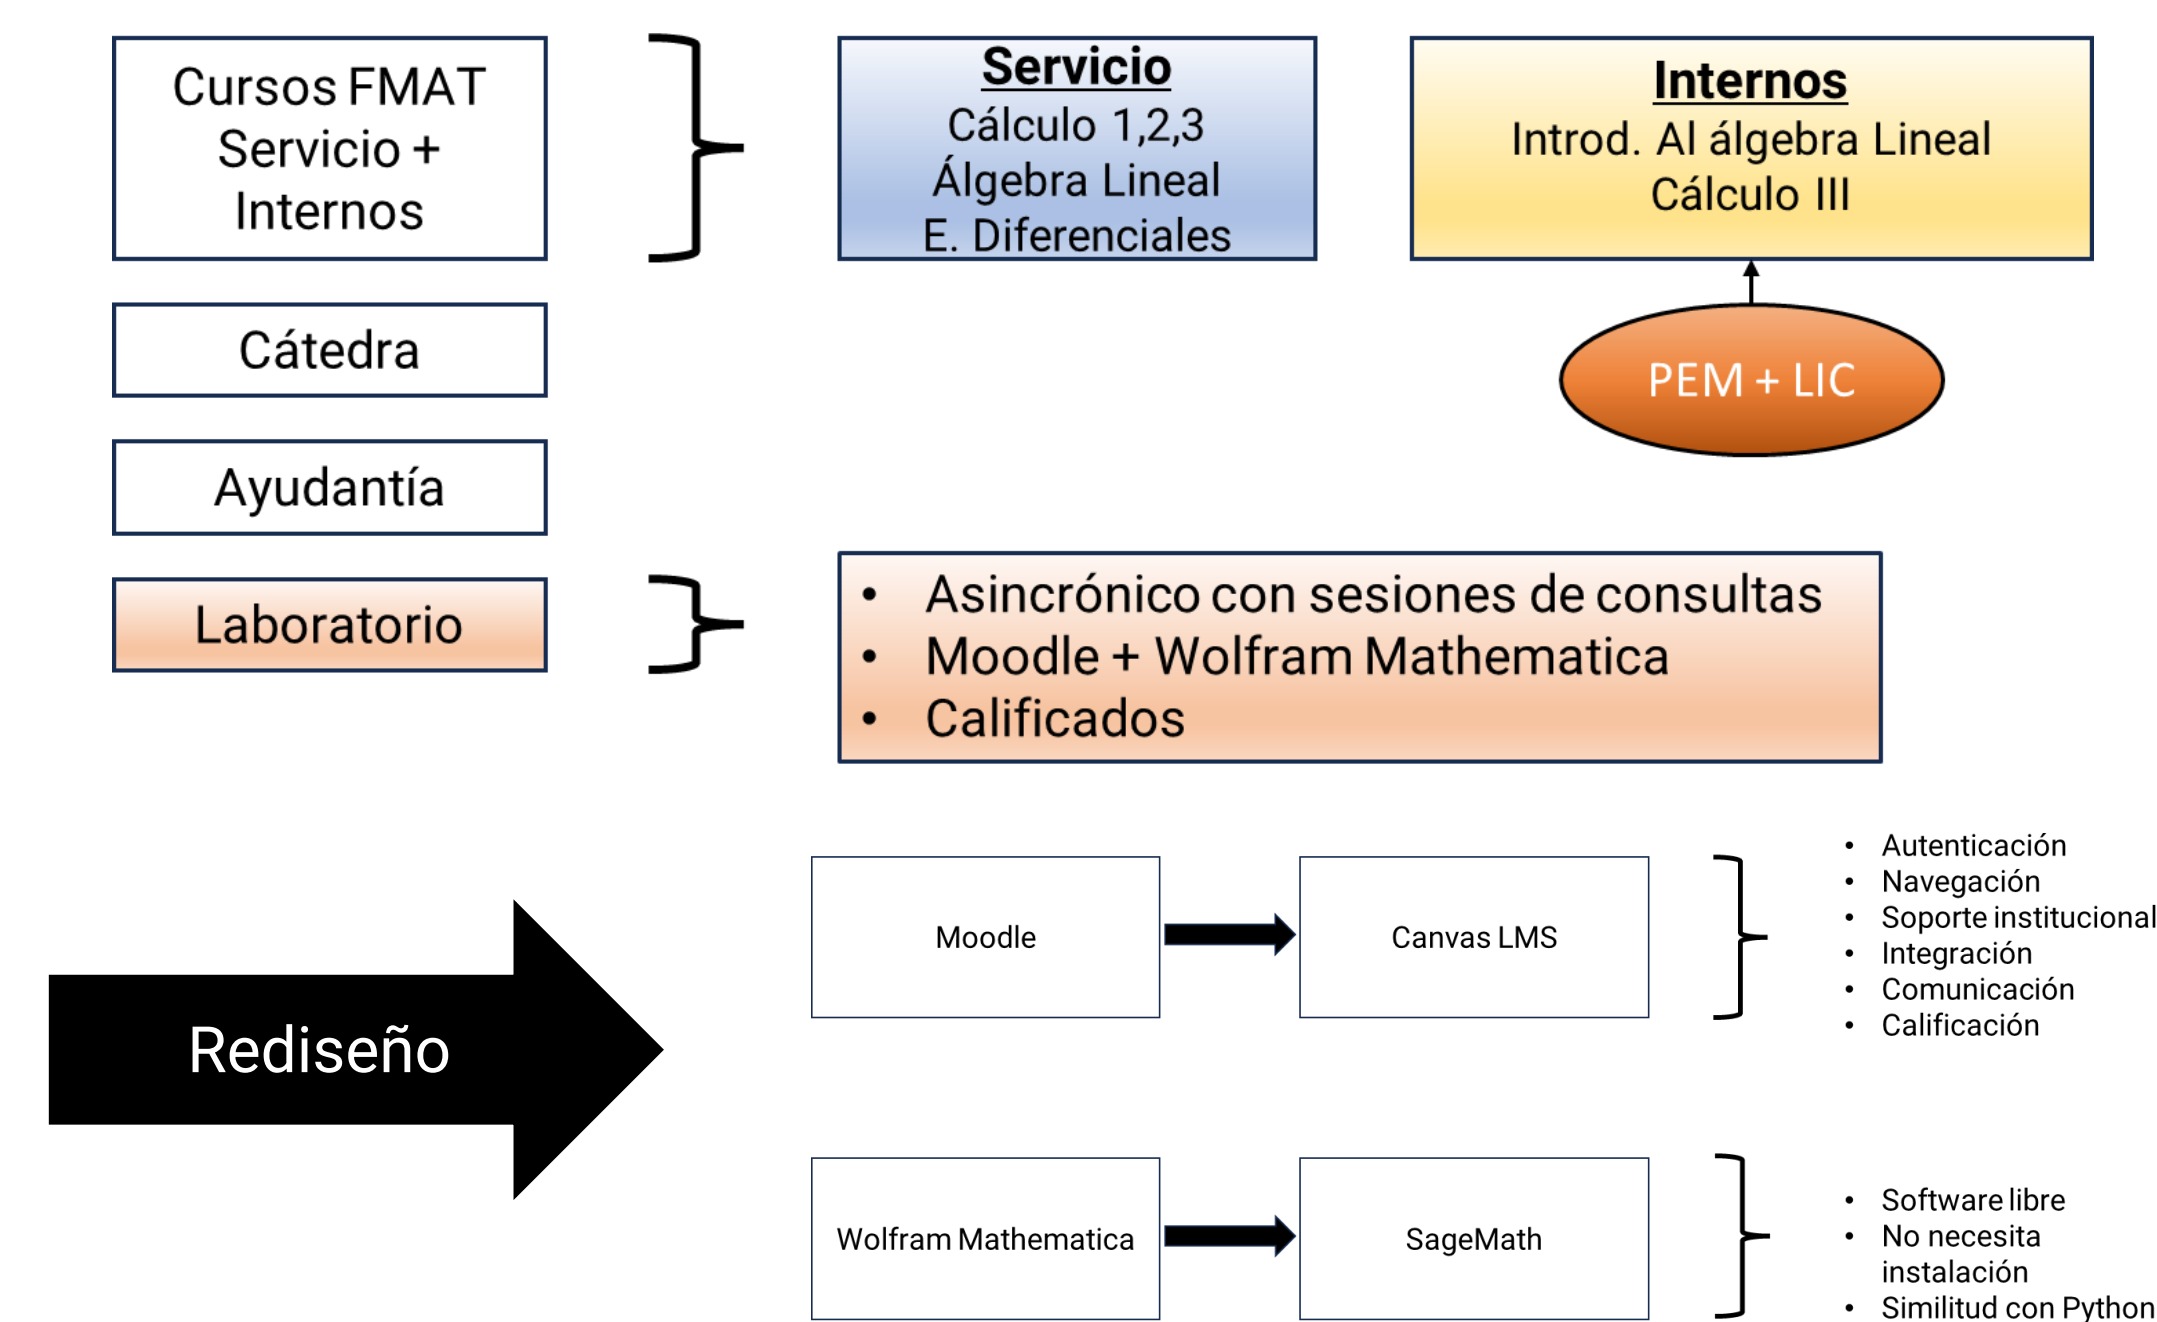 Cursos FMAT
Servicio +
Internos
Servicio
Cálculo 1,2,3
Álgebra Lineal
E. Diferenciales
Internos
Introd. Al álgebra Lineal
Cálculo III
PEM + LIC
Cátedra
Ayudantía
Laboratorio
• Asincrónico con sesiones de consultas
• Moodle + Wolfram Mathematica
• Calificados
Rediseño
Moodle
Canvas LMS
• Autenticación
• Navegación
• Soporte institucional
• Integración
• Comunicación
• Calificación
Wolfram Mathematica
SageMath
• Software libre
• No necesita
instalación
• Similitud con Python